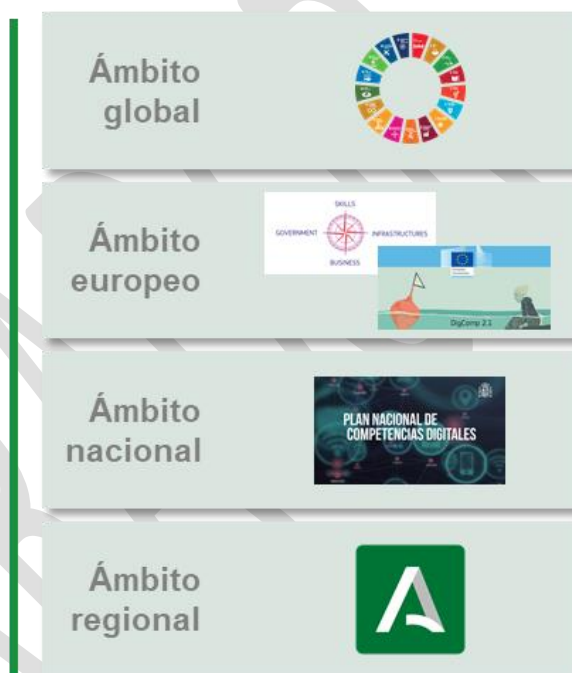 Ámbito
global
Ámbito
europeo
SKILLS
GOVERNMENT
INFRASTRUCTURES
BUSINESS
DigComp 2.1
Ámbito
nacional
PLAN NACIONAL DE
COMPETENCIAS DIGITALES
Ámbito
regional